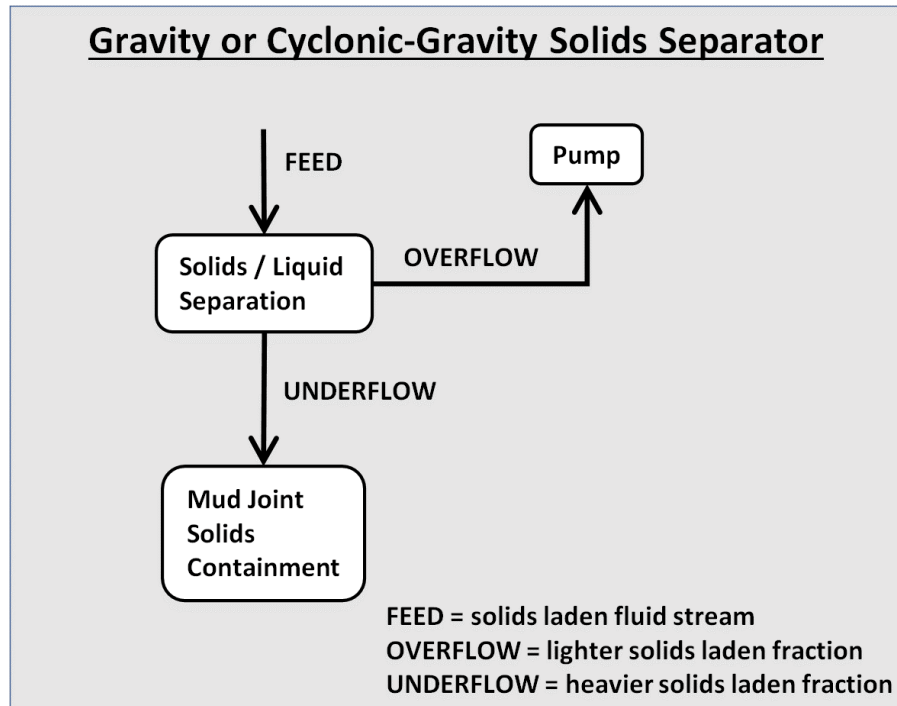 Gravity or Cyclonic-Gravity Solids Separator
FEED
Pump
Solids / Liquid
Separation
OVERFLOW
UNDERFLOW
Mud Joint
Solids
Containment
FEED = solids laden fluid stream
OVERFLOW = lighter solids laden fraction
UNDERFLOW = heavier solids laden fraction